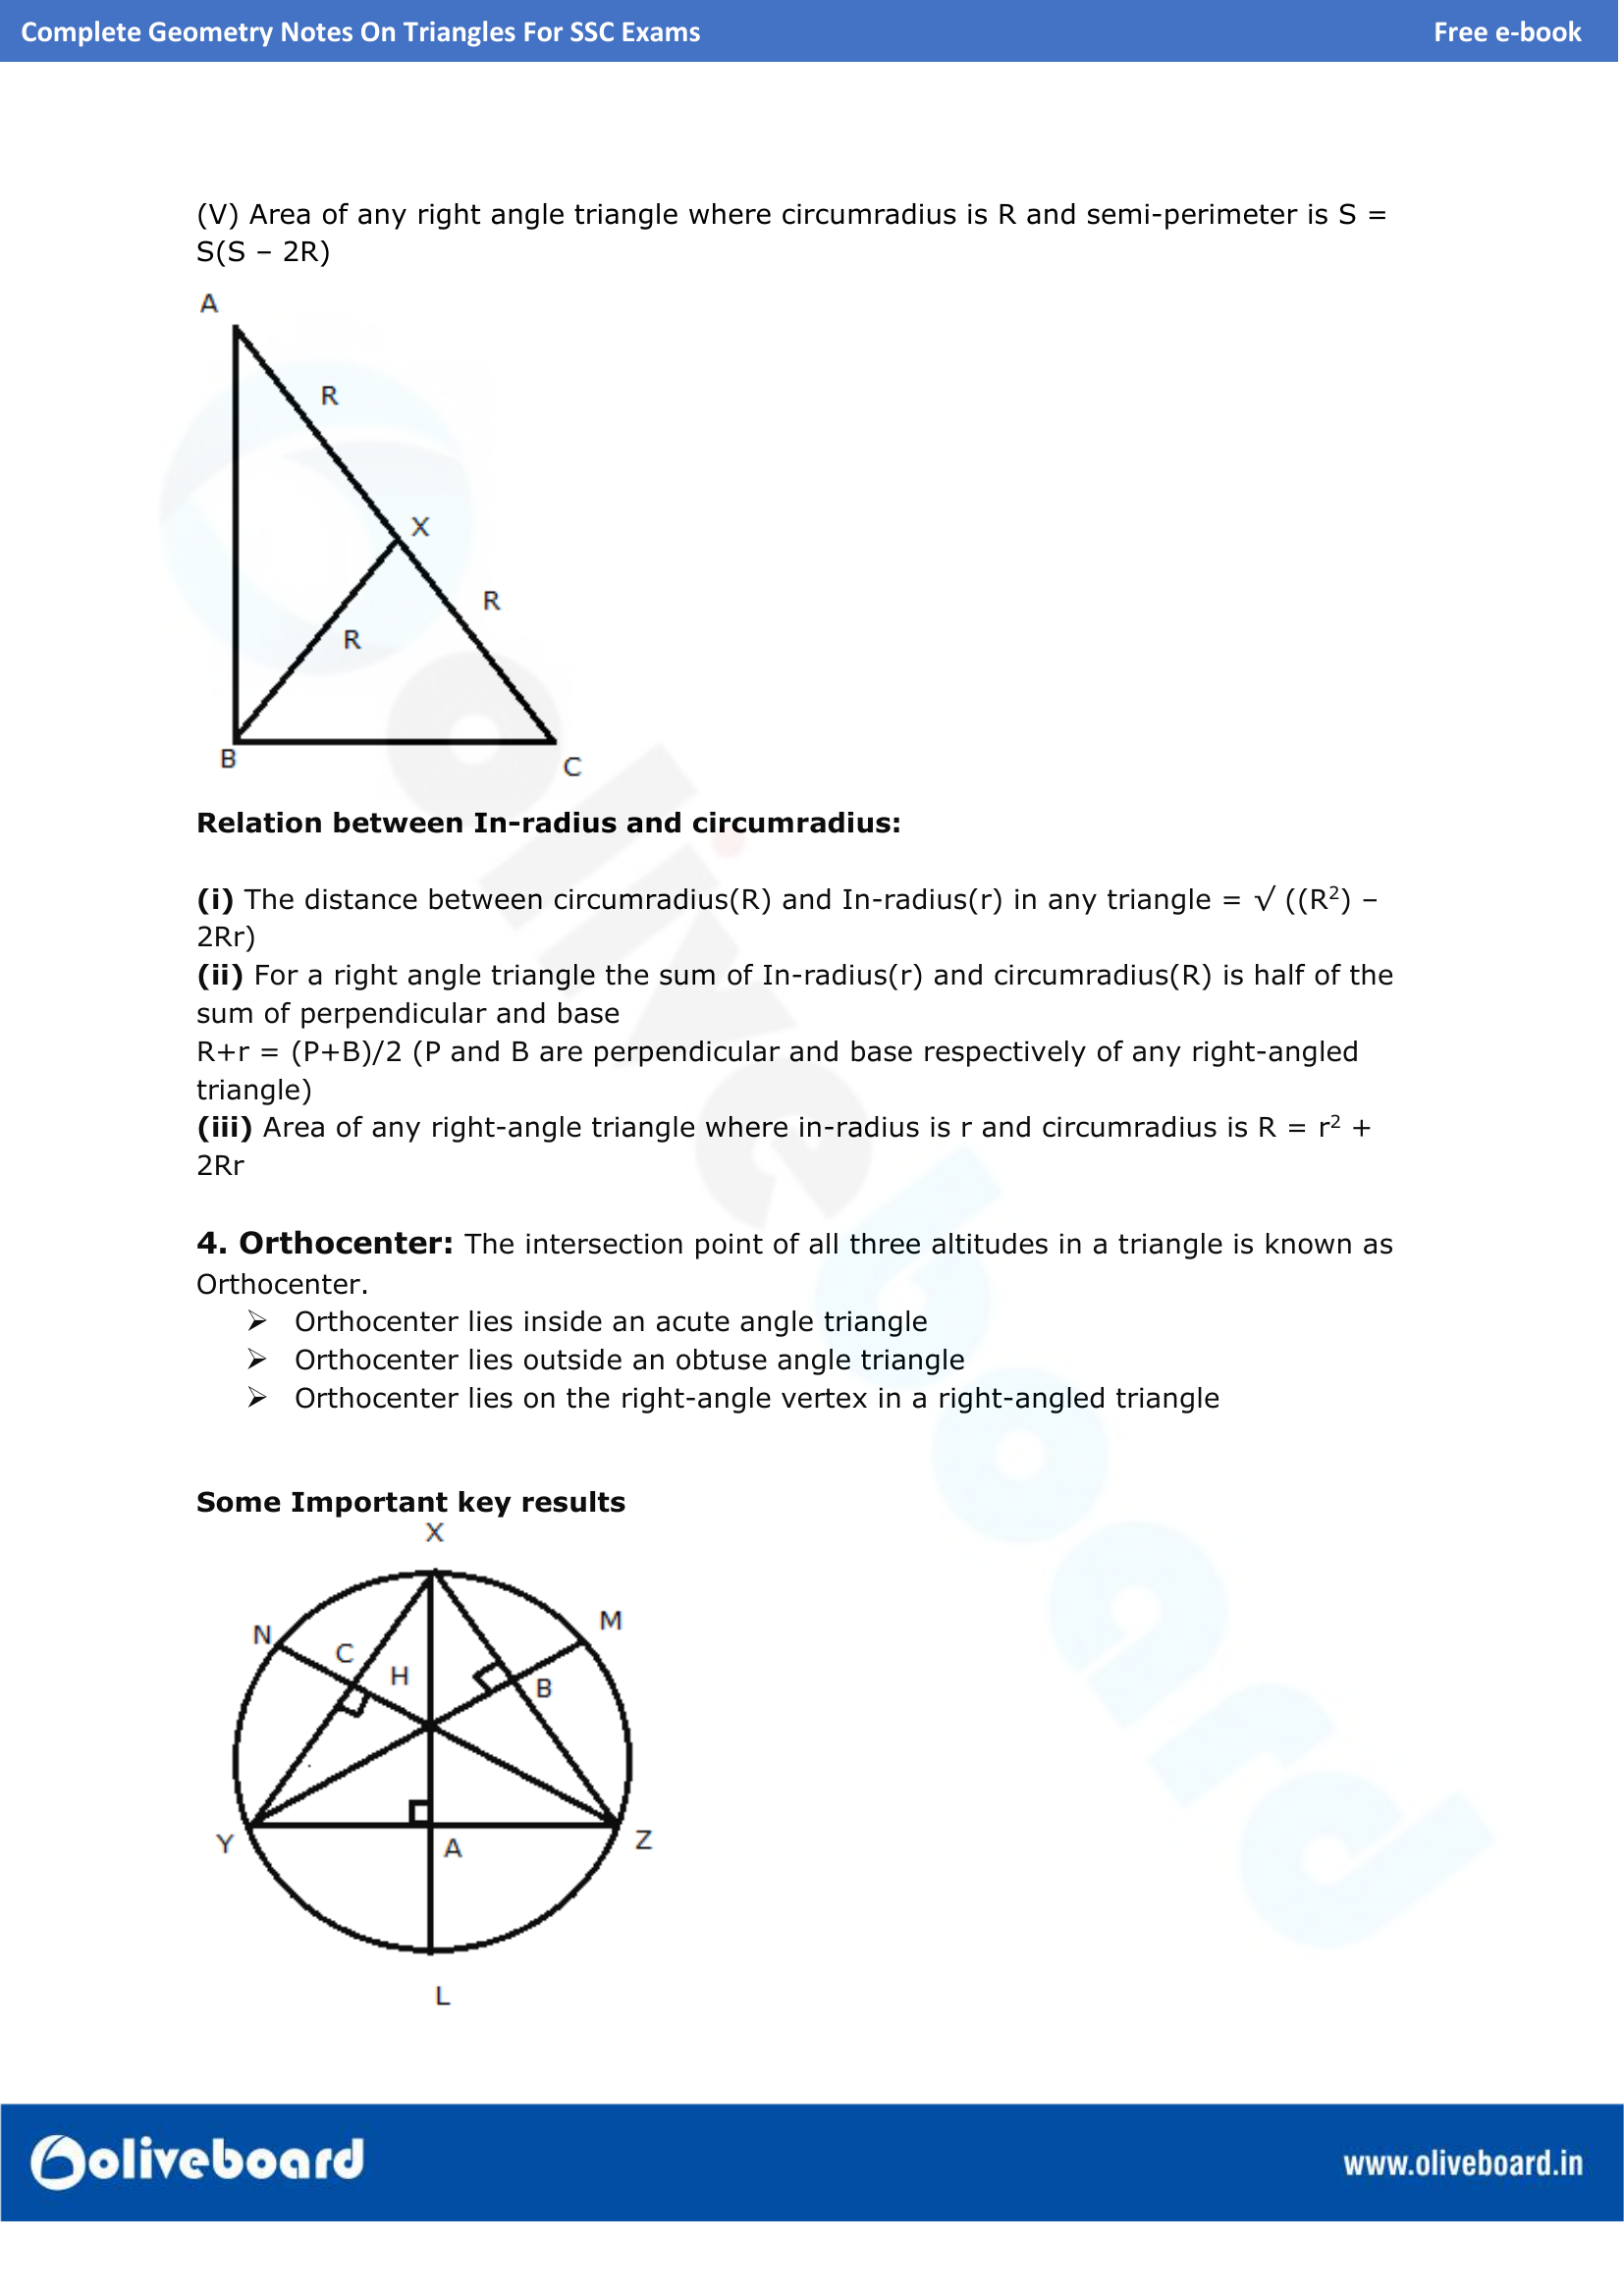 Complete Geometry Notes On Triangles For SSC Exams Free e-book
(V) Area of any right angle triangle where circumradius is R and semi-perimeter is S =
S(S – 2R)
A
R
X
R
R
B
C
Relation between In-radius and circumradius:
(i) The distance between circumradius(R) and In-radius(r) in any triangle = √ ((R²) –
2Rr)
(ii) For a right angle triangle the sum of In-radius(r) and circumradius(R) is half of the
sum of perpendicular and base
R+r = (P+B)/2 (P and B are perpendicular and base respectively of any right-angled
triangle)
(iii) Area of any right-angle triangle where in-radius is r and circumradius is R = r² +
2Rr
4. Orthocenter: The intersection point of all three altitudes in a triangle is known as
Orthocenter.
➢ Orthocenter lies inside an acute angle triangle
➢ Orthocenter lies outside an obtuse angle triangle
➢ Orthocenter lies on the right-angle vertex in a right-angled triangle
Some Important key results
X
N
M
C
H
B
Y
A
Z
L
oliveboard
oliveboard www.oliveboard.in